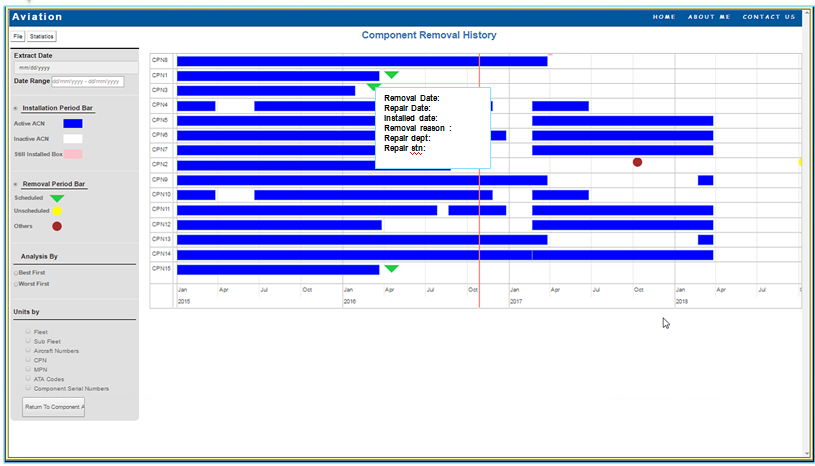 Aviation
HOME ABOUT ME CONTACT US
File Statistics
Component Removal History
Extract Date
mm/dd/yyyy
Date Range dd/mm/yyyy - dd/mm/yyyy
Installation Period Bar
Active ACN
Inactive ACN
Still Installed Box
Removal Period Bar
Scheduled
Unscheduled
Others
Analysis By
Best First
Worst First
Units by
Fleet
Sub Fleet
Aircraft Numbers
CPN
MPN
ATA Codes
Component Serial Numbers
Return To Component A
CPN8
CPN1
CPN3
CPN4
CPN5
CPN6
CPN7
CPN2
CPN9
CPN10
CPN11
CPN12
CPN13
CPN14
CPN15
Removal Date:
Repair Date:
Installed date:
Removal reason :
Repair dept:
Repair stn:
Jan Apr Jul Oct Jan Apr Jul Oct Jan Apr Jul Oct Jan Apr Jul
2015 2016 2017 2018